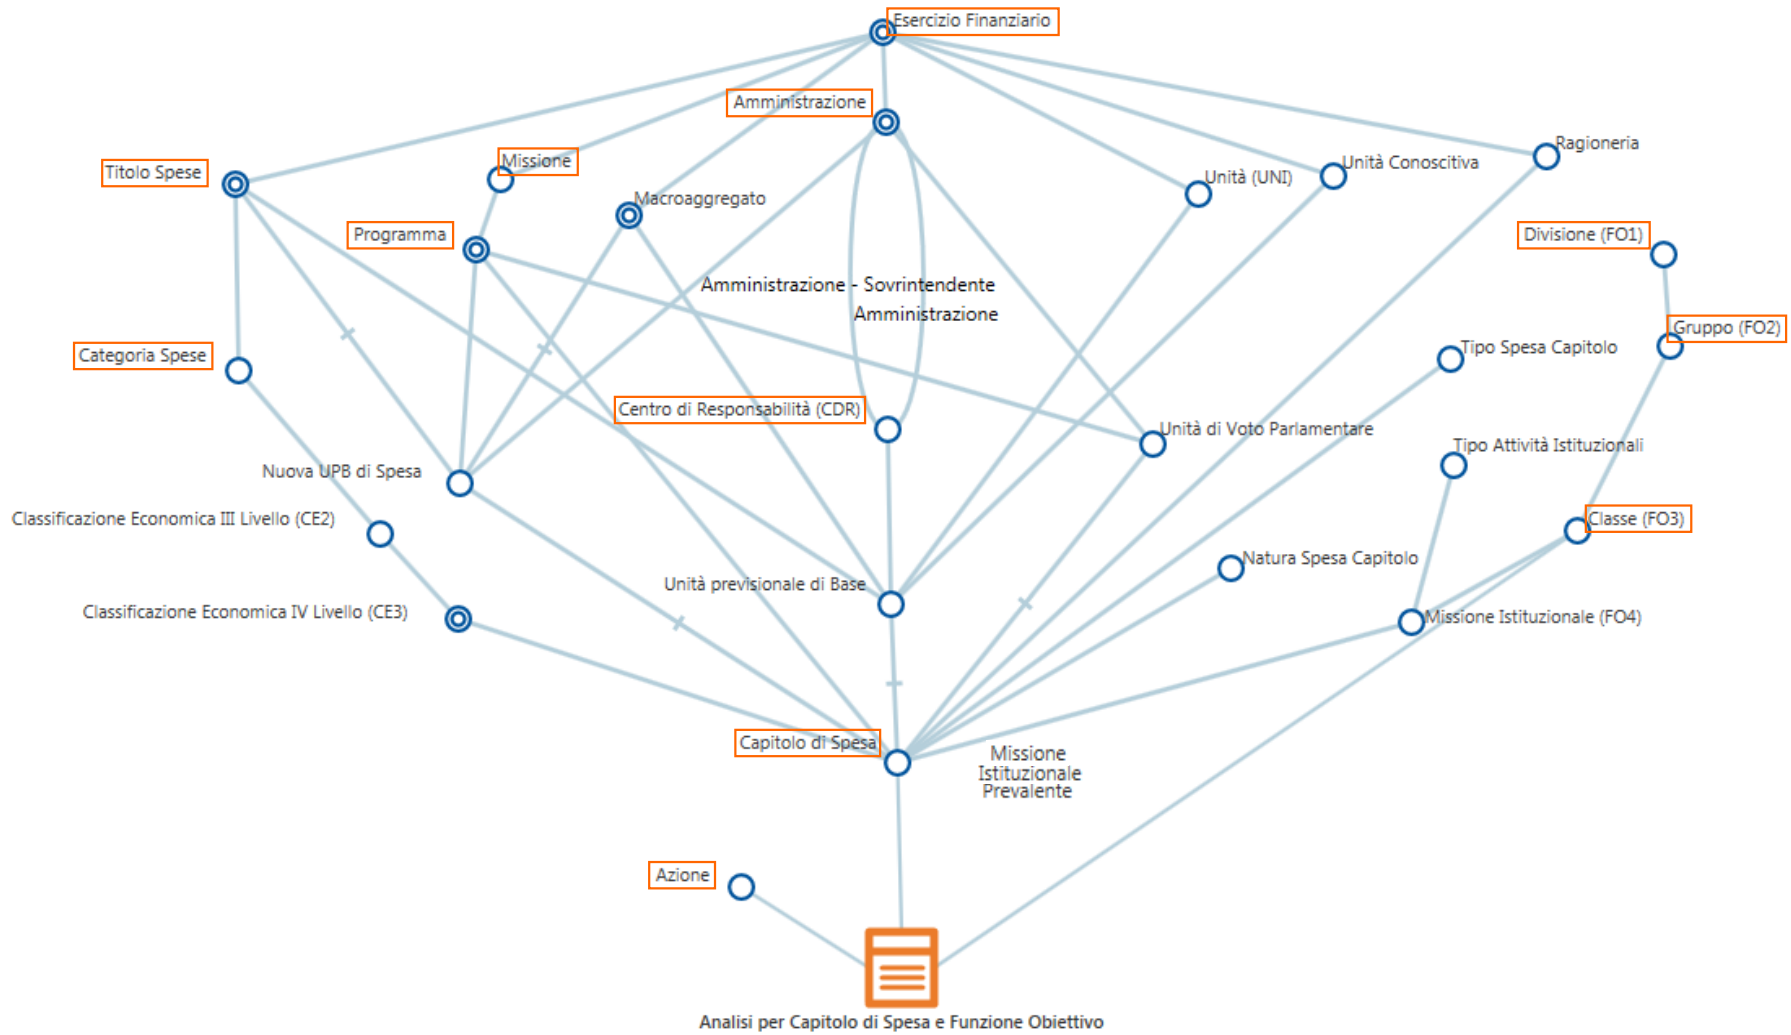 Esercizio Finanziario
Amministrazione
Ragioneria
Missione
Unità Conoscitiva
Titolo Spese
Unità (UNI)
Macroaggregato
Programma
Divisione (FO1)
Amministrazione - Sovrintendente
Amministrazione
Gruppo (FO2)
Categoria Spese
Tipo Spesa Capitolo
Centro di Responsabilità (CDR)
Unità di Voto Parlamentare
Tipo Attività Istituzionali
Nuova UPB di Spesa
Classificazione Economica III Livello (CE2)
Classe (FO3)
Natura Spesa Capitolo
Unità previsionale di Base
Classificazione Economica IV Livello (CE3)
Missione Istituzionale (FO4)
Capitolo di Spesa
Missione
Istituzionale
Prevalente
Azione
Analisi per Capitolo di Spesa e Funzione Obiettivo